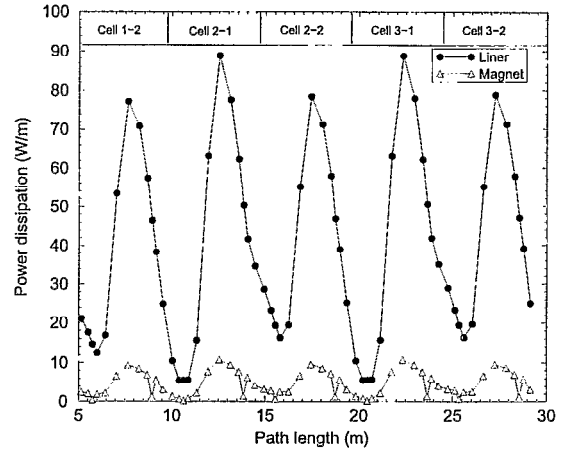 100
Cell 1-2 Cell 2-1 Cell 2-2 Cell 3-1 Cell 3-2
90
Liner
Magnet
80
70
60
50
40
30
20
10
0
Power dissipation (W/m)
5 10 15 20 25 30
Path length (m)